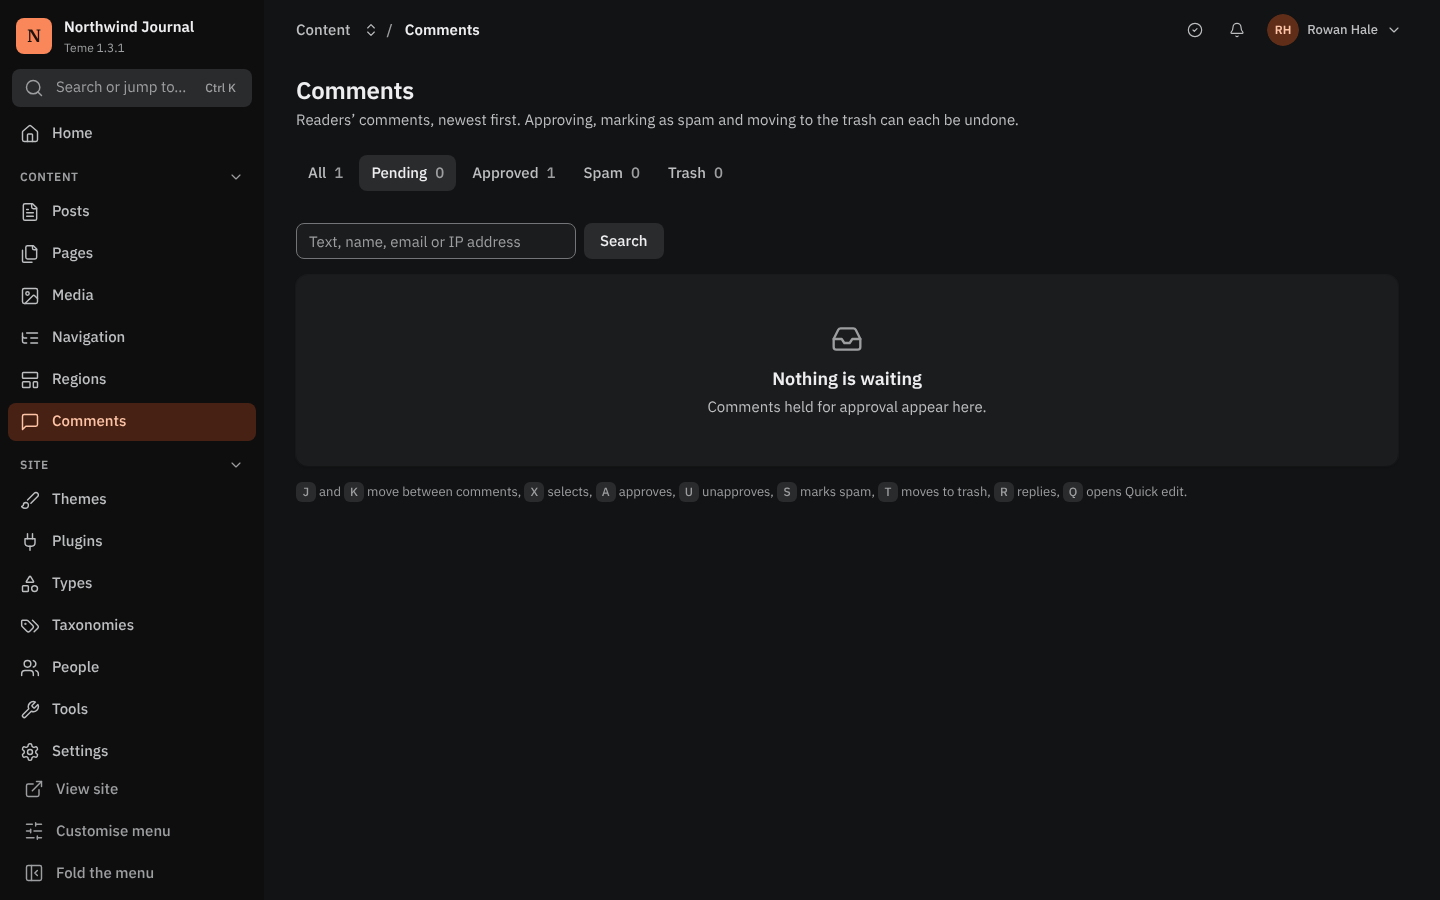 N
Northwind Journal
Teme 1.3.1
Search or jump to...
Ctrl K
Home
CONTENT
Posts
Pages
Media
Navigation
Regions
Comments
SITE
Themes
Plugins
Types
Taxonomies
People
Tools
Settings
View site
Customise menu
Fold the menu
Content / Comments
RH Rowan Hale
Comments
Readers’ comments, newest first. Approving, marking as spam and moving to the trash can each be undone.
All 1 Pending 0 Approved 1 Spam 0 Trash 0
Text, name, email or IP address
Search
Nothing is waiting
Comments held for approval appear here.
J and K move between comments, X selects, A approves, U unapproves, S marks spam, T moves to trash, R replies, Q opens Quick edit.